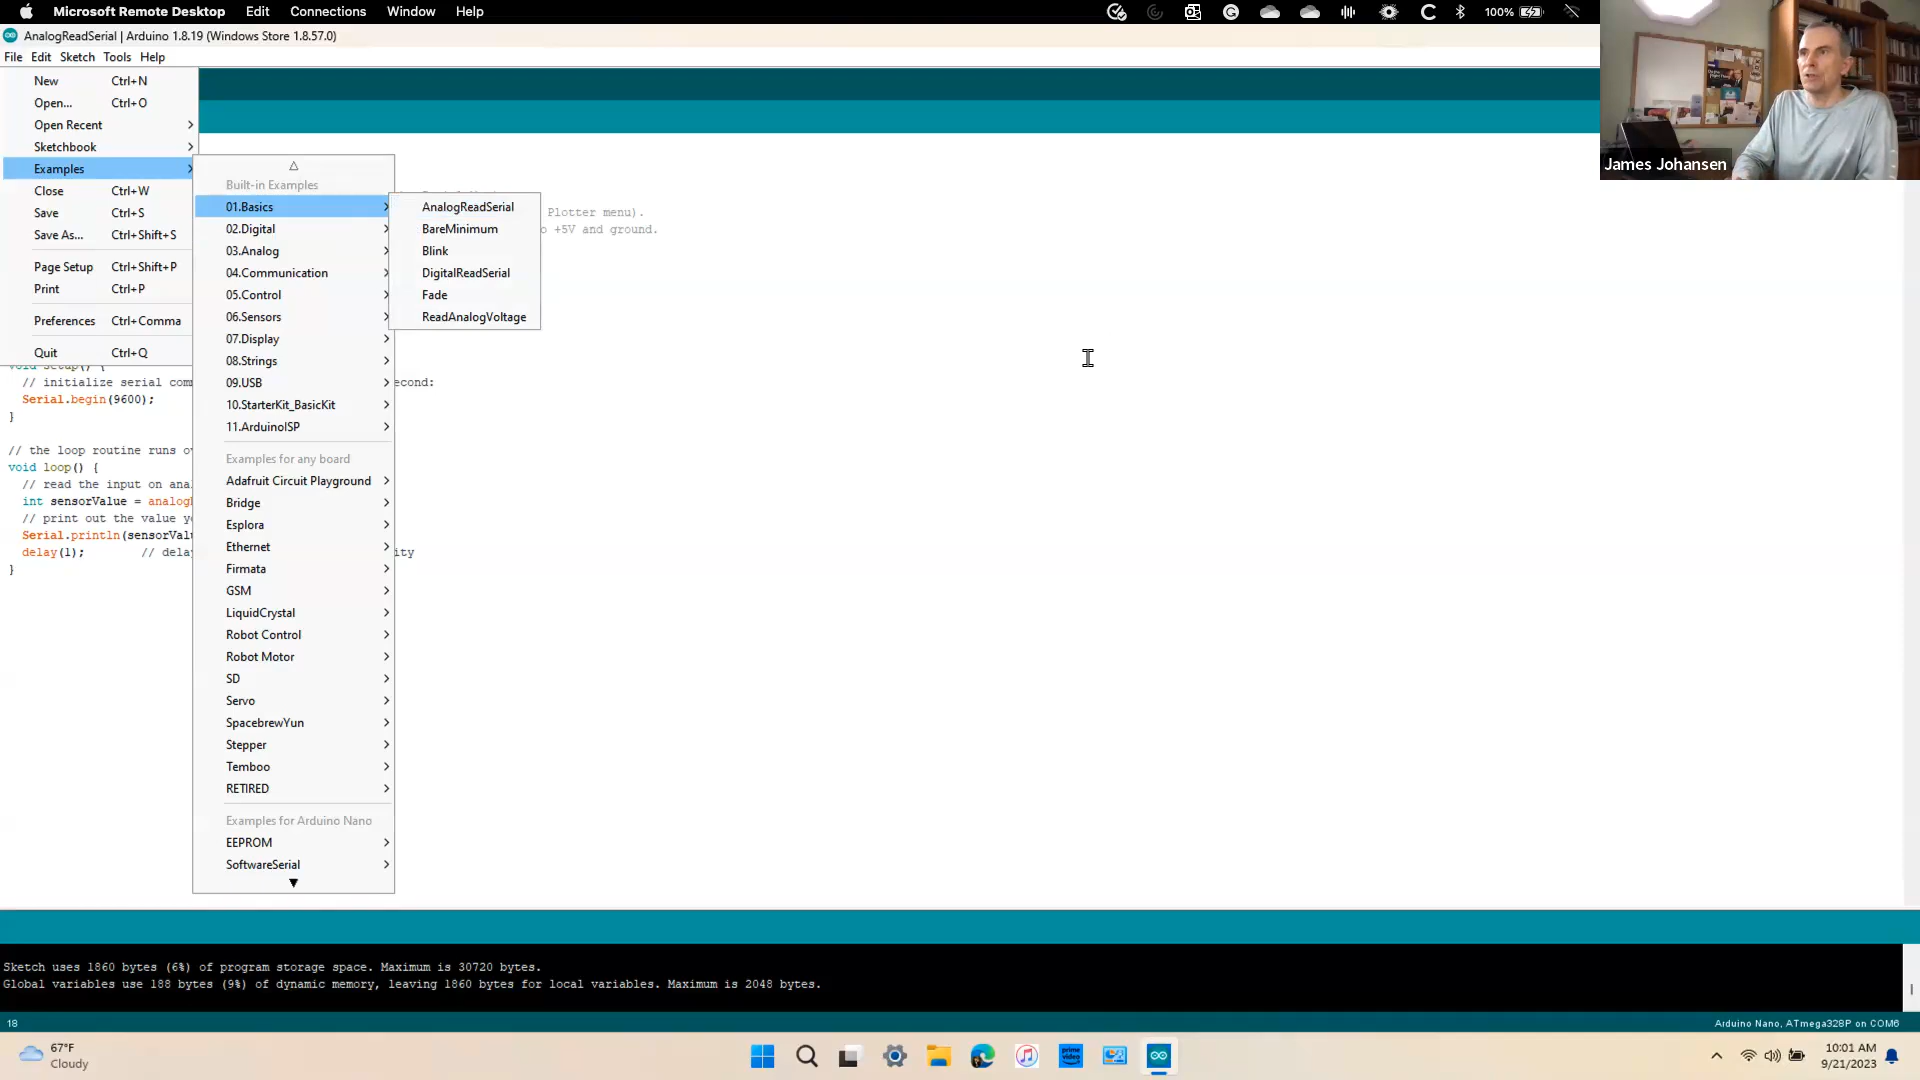 Microsoft Remote Desktop Edit Connections Window Help
100%
AnalogReadSerial | Arduino 1.8.19 (Windows Store 1.8.57.0)
File Edit Sketch Tools Help
New Ctrl+N
Open... Ctrl+O
Open Recent
Sketchbook
Examples
Close Ctrl+W
Save Ctrl+S
Save As... Ctrl+Shift+S
Page Setup Ctrl+Shift+P
Print Ctrl+P
Preferences Ctrl+Comma
Quit Ctrl+Q
Built-in Examples
01.Basics
02.Digital
03.Analog
04.Communication
05.Control
06.Sensors
07.Display
08.Strings
09.USB
10.StarterKit_BasicKit
11.ArduinoISP
Examples for any board
Adafruit Circuit Playground
Bridge
Esplora
Ethernet
Firmata
GSM
LiquidCrystal
Robot Control
Robot Motor
SD
Servo
SpacebrewYun
Stepper
Temboo
RETIRED
Examples for Arduino Nano
EEPROM
SoftwareSerial
AnalogReadSerial
BareMinimum
Blink
DigitalReadSerial
Fade
ReadAnalogVoltage
Plotter menu).
o +5V and ground.
void setup() {
// initialize serial com econd:
Serial.begin(9600);
}
// the loop routine runs o
void loop() {
// read the input on ana
int sensorValue = analog
// print out the value y
Serial.println(sensorVal
delay(1); // dela ity
}
James Johansen
Sketch uses 1860 bytes (6%) of program storage space. Maximum is 30720 bytes.
Global variables use 188 bytes (9%) of dynamic memory, leaving 1860 bytes for local variables. Maximum is 2048 bytes.
18
Arduino Nano, ATmega328P on COM6
67°F
Cloudy
prime video
10:01 AM
9/21/2023